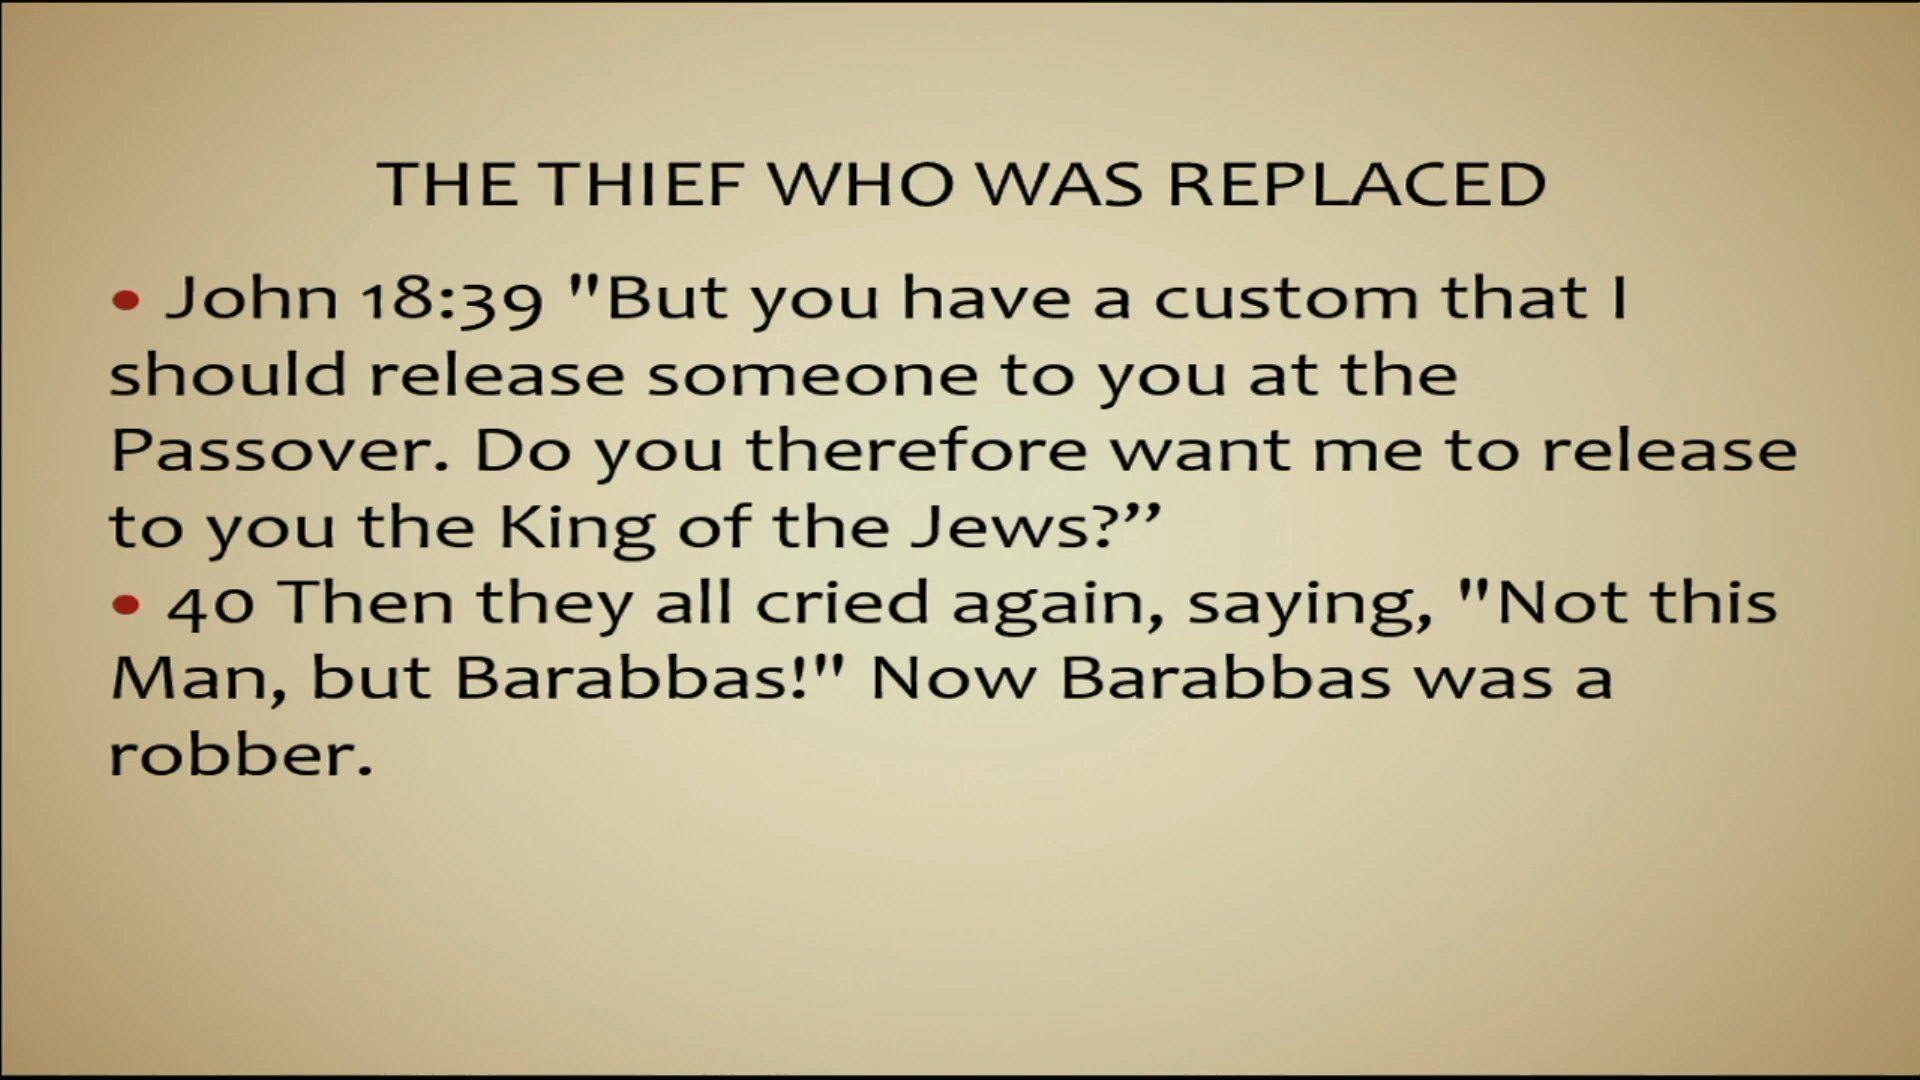 THE THIEF WHO WAS REPLACED
• John 18:39 "But you have a custom that I
should release someone to you at the
Passover. Do you therefore want me to release
to you the King of the Jews?’’
• 40 Then they all cried again, saying, "Not this
Man, but Barabbas!" Now Barabbas was a
robber.